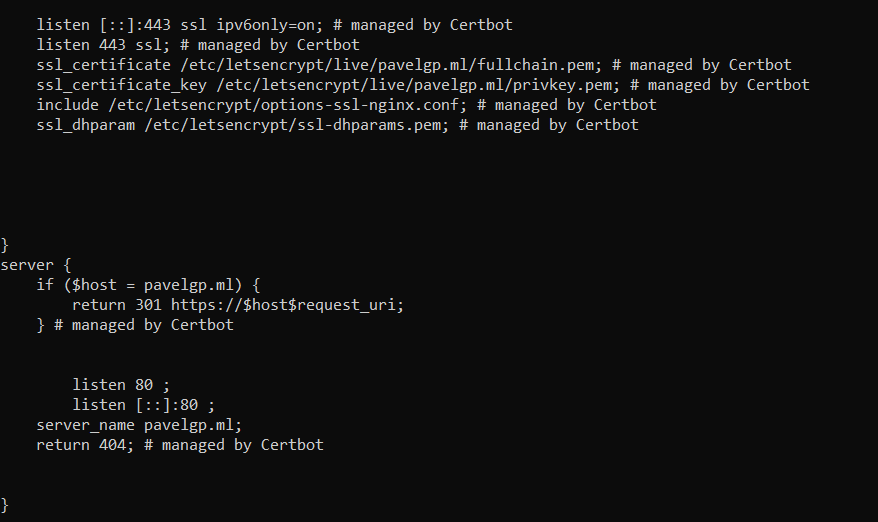 listen [::]:443 ssl ipv6only=on; # managed by Certbot
listen 443 ssl; # managed by Certbot
ssl_certificate /etc/letsencrypt/live/pavelgp.ml/fullchain.pem; # managed by Certbot
ssl_certificate_key /etc/letsencrypt/live/pavelgp.ml/privkey.pem; # managed by Certbot
include /etc/letsencrypt/options-ssl-nginx.conf; # managed by Certbot
ssl_dhparam /etc/letsencrypt/ssl-dhparams.pem; # managed by Certbot
}
server {
if ($host = pavelgp.ml) {
return 301 https://$host$request_uri;
} # managed by Certbot
listen 80 ;
listen [::]:80 ;
server_name pavelgp.ml;
return 404; # managed by Certbot
}